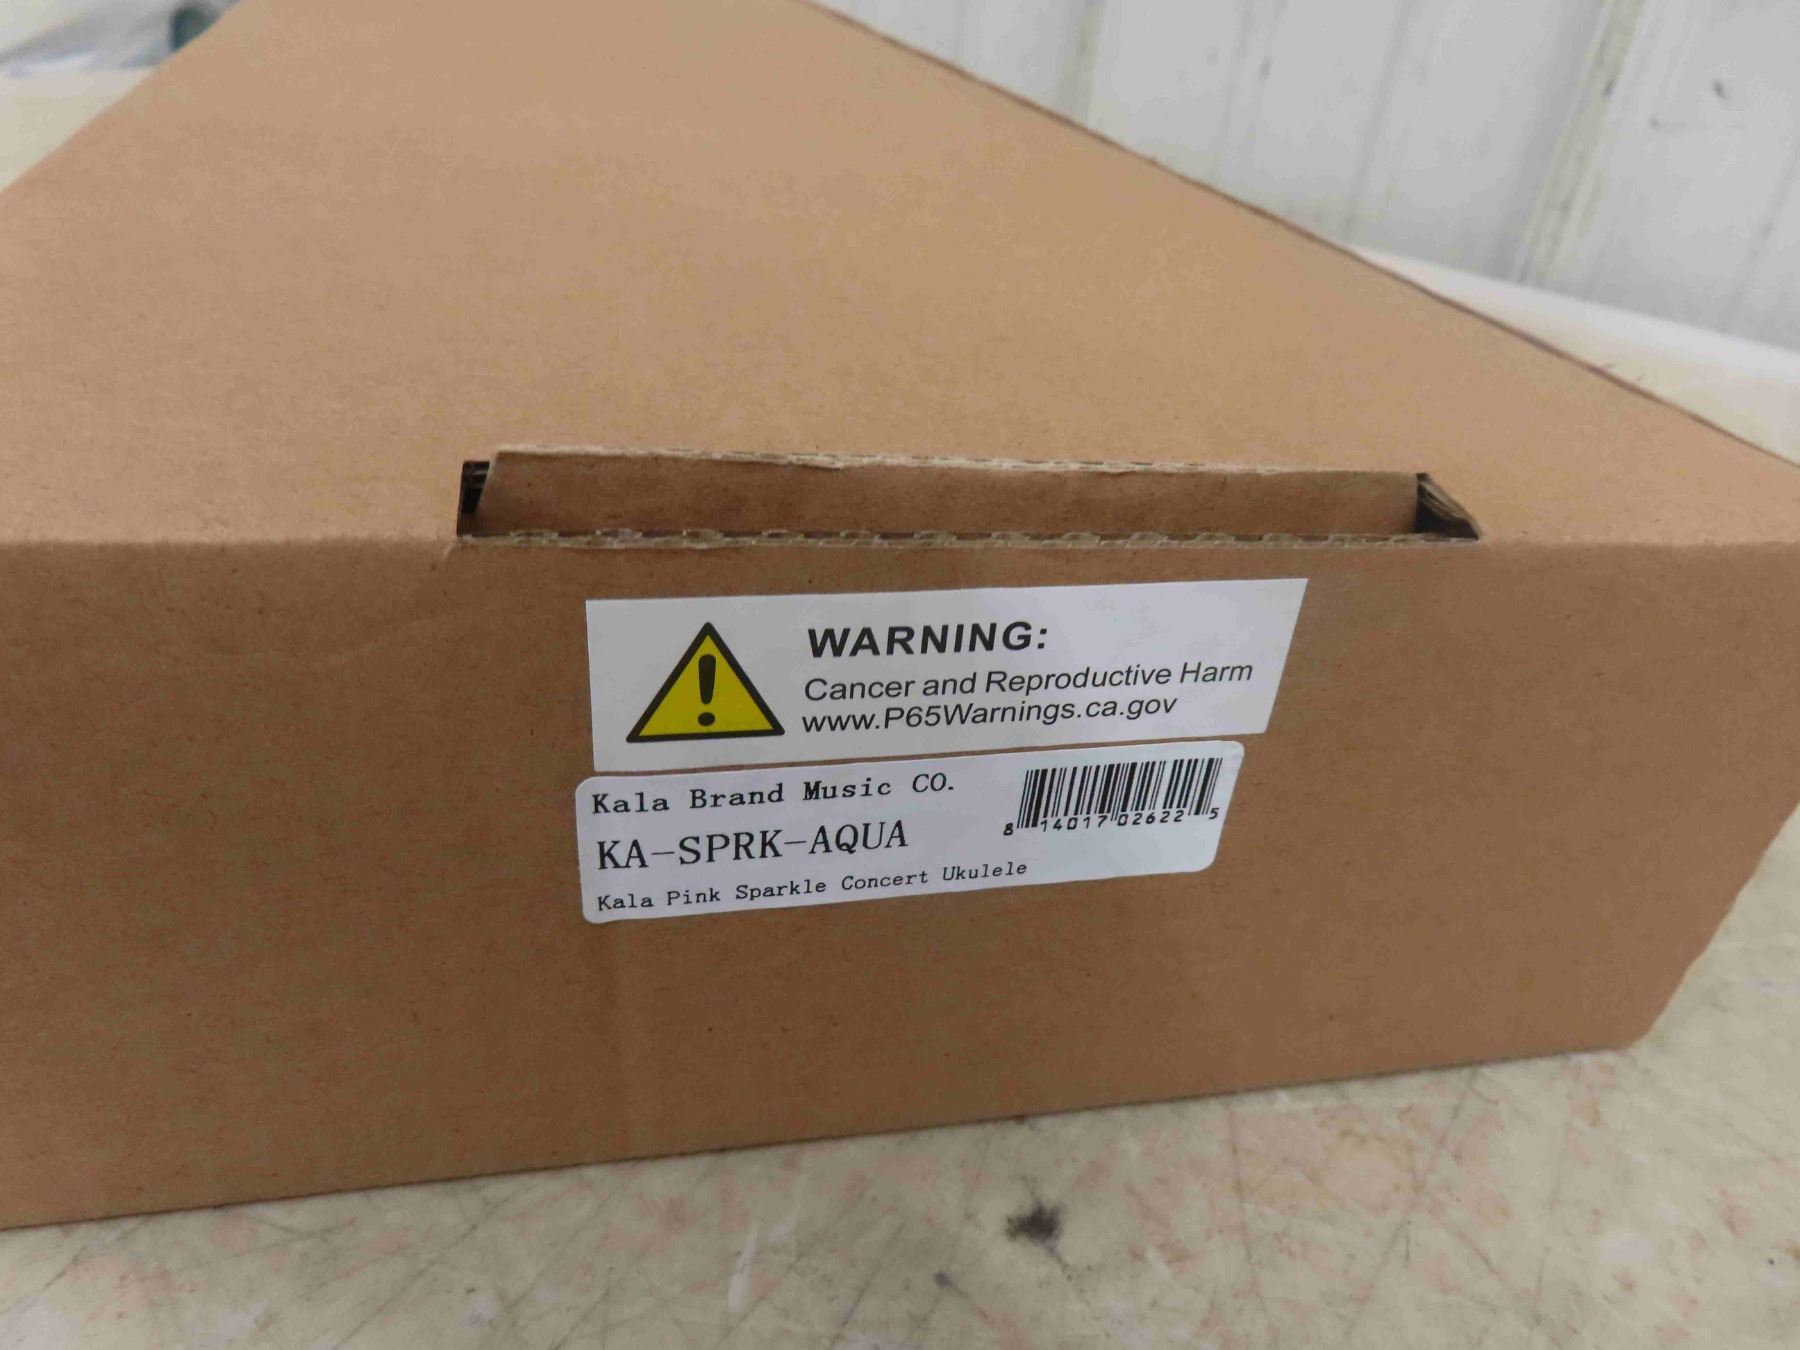 WARNING:
Cancer and Reproductive Harm
www.P65Warnings.ca.gov
Kala Brand Music CO.
KA-SPRK-AQUA
8 14017 02622 5
Kala Pink Sparkle Concert Ukulele